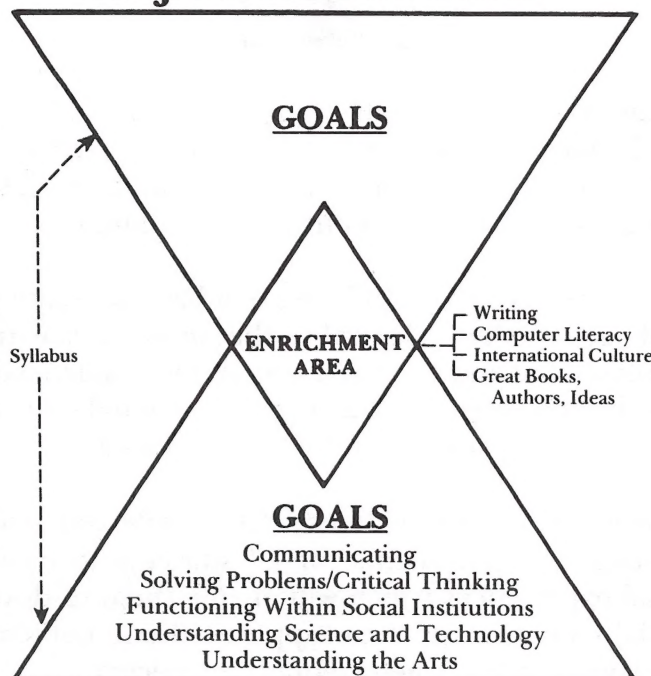 GOALS
Writing
Computer Literacy
International Culture
Great Books,
Authors, Ideas
ENRICHMENT
AREA
Syllabus
GOALS
Communicating
Solving Problems/Critical Thinking
Functioning Within Social Institutions
Understanding Science and Technology
Understanding the Arts